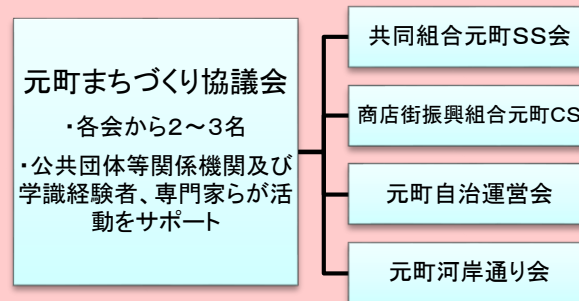 元町まちづくり協議会
・各会から2～3名
・公共団体等関係機関及び
学識経験者、専門家らが活
動をサポート
共同組合元町SS会
商店街振興組合元町CS
元町自治運営会
元町河岸通り会